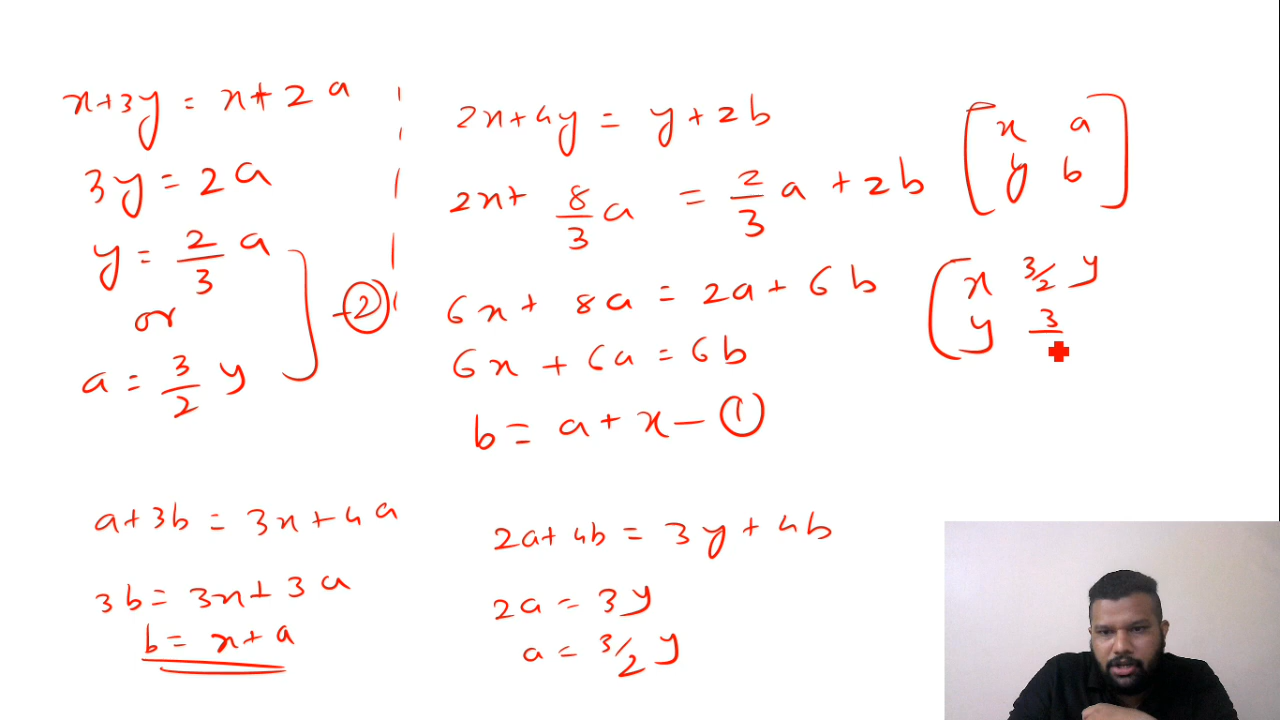 x+3y = x+2a
3y = 2a
y = 2/3 a
or
a = 3/2 y
-②
2x+4y = y+2b
2x+ 8/3 a = 2/3 a + 2b
6x + 8a = 2a + 6b
6x + 6a = 6b
b = a + x - ①
[x a
y b]
[x 3/2 y
y 3
a+3b = 3x+4a
3b = 3x+3a
b = x+a
2a+4b = 3y+4b
2a = 3y
a = 3/2 y